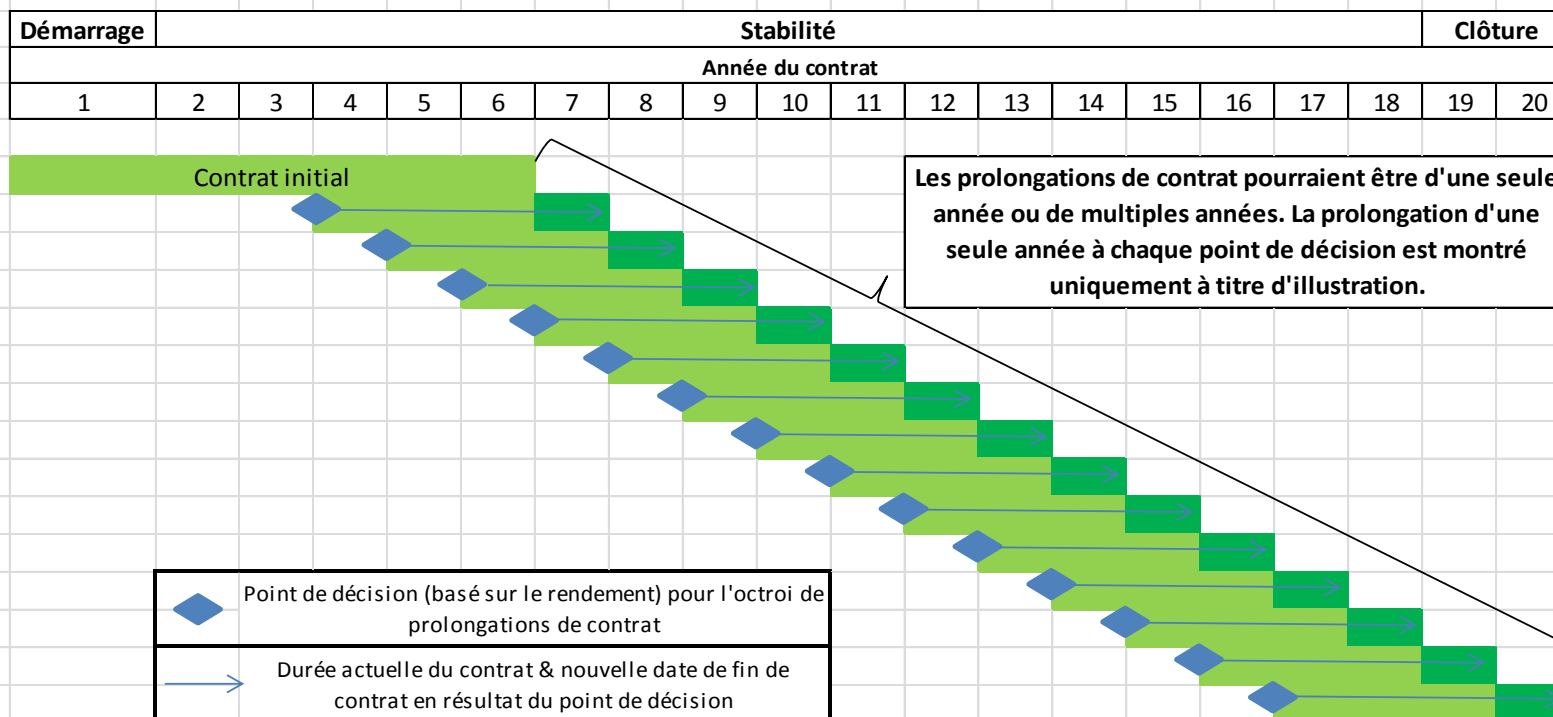 Démarrage Stabilité Clôture
Année du contrat
1 2 3 4 5 6 7 8 9 10 11 12 13 14 15 16 17 18 19 20
Contrat initial
Les prolongations de contrat pourraient être d'une seule
année ou de multiples années. La prolongation d'une
seule année à chaque point de décision est montré
uniquement à titre d'illustration.
Point de décision (basé sur le rendement) pour l'octroi de
prolongations de contrat
Durée actuelle du contrat & nouvelle date de fin de
contrat en résultat du point de décision